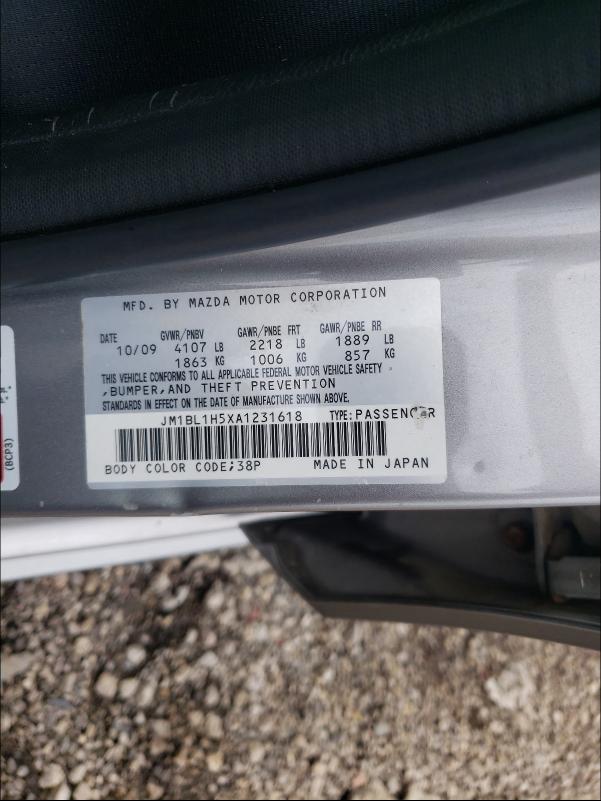 MFD. BY MAZDA MOTOR CORPORATION
DATE GVWR/PNBV GAWR/PNBE FRT GAWR/PNBE RR
10/09 4107 LB 2218 LB 1889 LB
1863 KG 1006 KG 857 KG
THIS VEHICLE CONFORMS TO ALL APPLICABLE FEDERAL MOTOR VEHICLE SAFETY
,BUMPER,AND THEFT PREVENTION
STANDARDS IN EFFECT ON THE DATE OF MANUFACTURE SHOWN ABOVE.
JM1BL1H5XA1231618 TYPE:PASSENGER
BODY COLOR CODE;38P MADE IN JAPAN
(BCP3)